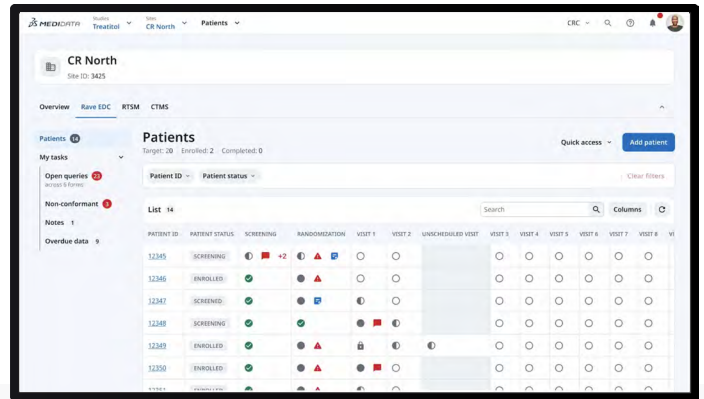 MEDIDATA
Studies
Treatitol
Sites
CR North
Patients
CRC
CR North
Site ID: 3425
Overview Rave EDC RTSM CTMS
Patients 14
My tasks
Open queries 23
across 6 forms
Non-conformant 3
Notes 1
Overdue data 9
Patients
Target: 20 Enrolled: 2 Completed: 0
Quick access
Add patient
Patient ID Patient status Clear filters
List 14 Search Columns
PATIENT ID PATIENT STATUS SCREENING RANDOMIZATION VISIT 1 VISIT 2 UNSCHEDULED VISIT VISIT 3 VISIT 4 VISIT 5 VISIT 6 VISIT 7 VISIT 8 VI
12345 SCREENING +2
12346 ENROLLED
12347 SCREENED
12348 SCREENING
12349 ENROLLED
12350 ENROLLED
12351 ENROLLED